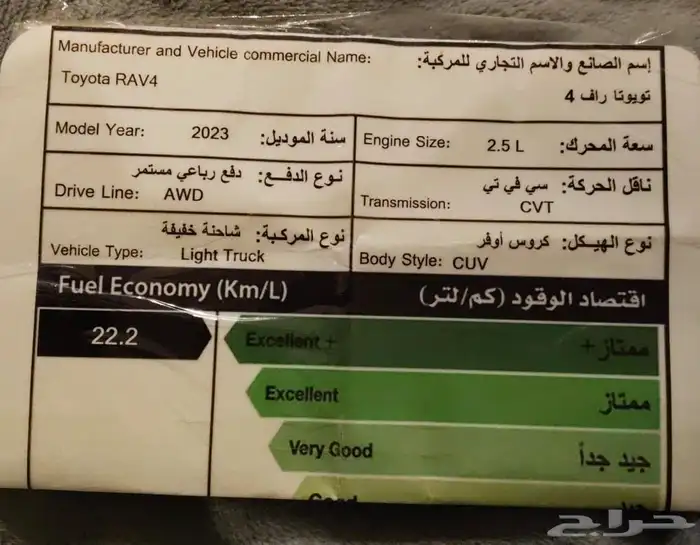 Manufacturer and Vehicle commercial Name:
إسم الصانع والاسم التجاري للمركبة:
Toyota RAV4
تويوتا راف 4
Model Year: 2023 سنة الموديل:
Engine Size: 2.5 L سعة المحرك:
نوع الدفع: دفع رباعي مستمر
Drive Line: AWD
ناقل الحركة: سي في تي
Transmission: CVT
نوع المركبة: شاحنة خفيفة
Vehicle Type: Light Truck
نوع الهيكل: كروس أوفر
Body Style: CUV
Fuel Economy (Km/L) اقتصاد الوقود (كم/لتر)
22.2
Excellent + ممتاز+
Excellent ممتاز
Very Good جيد جداً
Good
حراج